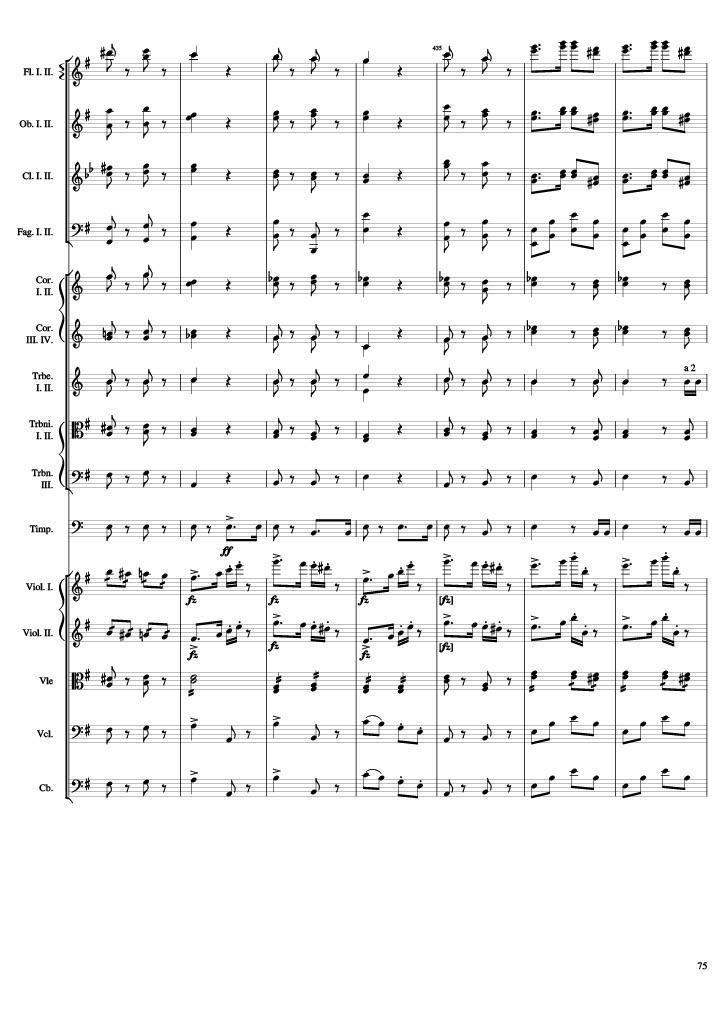 435
Fl. I. II.
Ob. I. II.
Cl. I. II.
Fag. I. II.
Cor.
I. II.
Cor.
III. IV.
Trbe.
I. II.
a 2
Trbni.
I. II.
Trbn.
III.
Timp.
ff
Viol. I.
fz fz fz [fz]
Viol. II.
fz fz fz [fz]
Vle
Vcl.
Cb.
75